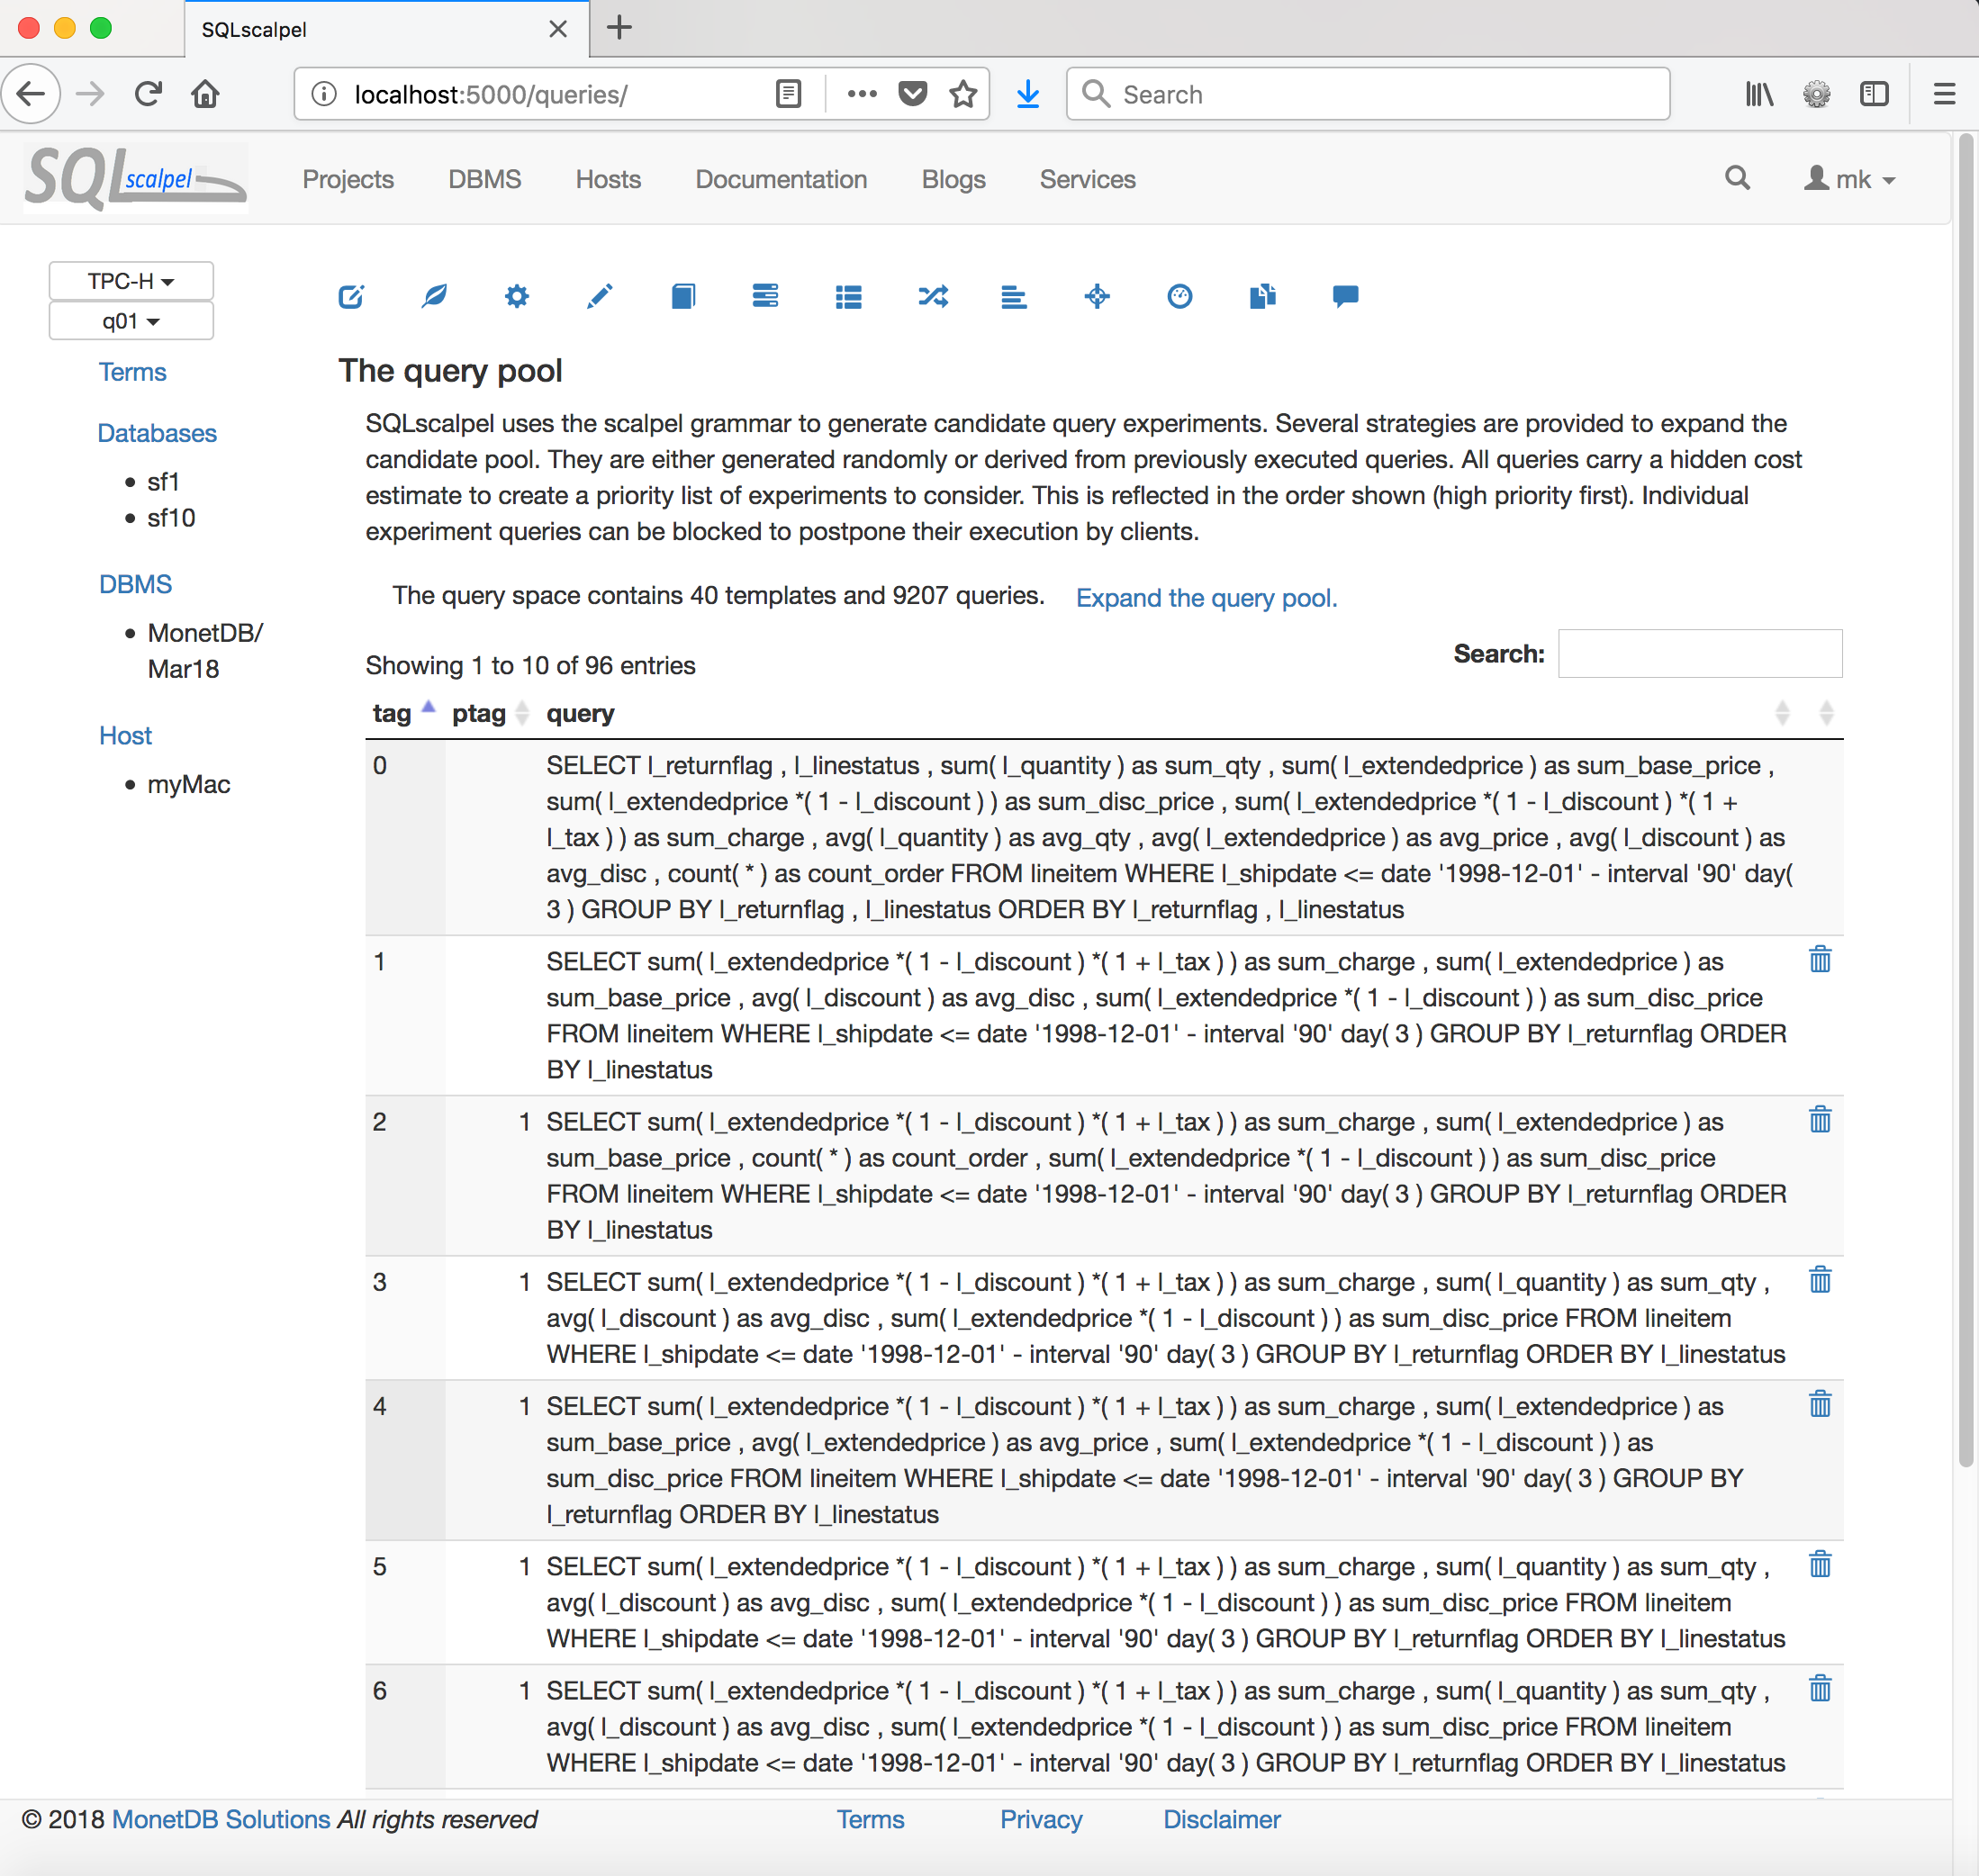 SQLscalpel
localhost:5000/queries/
Search
SQLscalpel
Projects DBMS Hosts Documentation Blogs Services mk
TPC-H
q01
Terms
Databases
sf1
sf10
DBMS
MonetDB/
Mar18
Host
myMac
The query pool
SQLscalpel uses the scalpel grammar to generate candidate query experiments. Several strategies are provided to expand the
candidate pool. They are either generated randomly or derived from previously executed queries. All queries carry a hidden cost
estimate to create a priority list of experiments to consider. This is reflected in the order shown (high priority first). Individual
experiment queries can be blocked to postpone their execution by clients.
The query space contains 40 templates and 9207 queries. Expand the query pool.
Search:
Showing 1 to 10 of 96 entries
tag ptag query
0 SELECT l_returnflag , l_linestatus , sum( l_quantity ) as sum_qty , sum( l_extendedprice ) as sum_base_price ,
sum( l_extendedprice *( 1 - l_discount ) ) as sum_disc_price , sum( l_extendedprice *( 1 - l_discount ) *( 1 +
l_tax ) ) as sum_charge , avg( l_quantity ) as avg_qty , avg( l_extendedprice ) as avg_price , avg( l_discount ) as
avg_disc , count( * ) as count_order FROM lineitem WHERE l_shipdate <= date '1998-12-01' - interval '90' day(
3 ) GROUP BY l_returnflag , l_linestatus ORDER BY l_returnflag , l_linestatus
1 SELECT sum( l_extendedprice *( 1 - l_discount ) *( 1 + l_tax ) ) as sum_charge , sum( l_extendedprice ) as
sum_base_price , avg( l_discount ) as avg_disc , sum( l_extendedprice *( 1 - l_discount ) ) as sum_disc_price
FROM lineitem WHERE l_shipdate <= date '1998-12-01' - interval '90' day( 3 ) GROUP BY l_returnflag ORDER
BY l_linestatus
2 1 SELECT sum( l_extendedprice *( 1 - l_discount ) *( 1 + l_tax ) ) as sum_charge , sum( l_extendedprice ) as
sum_base_price , count( * ) as count_order , sum( l_extendedprice *( 1 - l_discount ) ) as sum_disc_price
FROM lineitem WHERE l_shipdate <= date '1998-12-01' - interval '90' day( 3 ) GROUP BY l_returnflag ORDER
BY l_linestatus
3 1 SELECT sum( l_extendedprice *( 1 - l_discount ) *( 1 + l_tax ) ) as sum_charge , sum( l_quantity ) as sum_qty ,
avg( l_discount ) as avg_disc , sum( l_extendedprice *( 1 - l_discount ) ) as sum_disc_price FROM lineitem
WHERE l_shipdate <= date '1998-12-01' - interval '90' day( 3 ) GROUP BY l_returnflag ORDER BY l_linestatus
4 1 SELECT sum( l_extendedprice *( 1 - l_discount ) *( 1 + l_tax ) ) as sum_charge , sum( l_extendedprice ) as
sum_base_price , avg( l_extendedprice ) as avg_price , sum( l_extendedprice *( 1 - l_discount ) ) as
sum_disc_price FROM lineitem WHERE l_shipdate <= date '1998-12-01' - interval '90' day( 3 ) GROUP BY
l_returnflag ORDER BY l_linestatus
5 1 SELECT sum( l_extendedprice *( 1 - l_discount ) *( 1 + l_tax ) ) as sum_charge , sum( l_quantity ) as sum_qty ,
avg( l_discount ) as avg_disc , sum( l_extendedprice *( 1 - l_discount ) ) as sum_disc_price FROM lineitem
WHERE l_shipdate <= date '1998-12-01' - interval '90' day( 3 ) GROUP BY l_returnflag ORDER BY l_linestatus
6 1 SELECT sum( l_extendedprice *( 1 - l_discount ) *( 1 + l_tax ) ) as sum_charge , sum( l_quantity ) as sum_qty ,
avg( l_discount ) as avg_disc , sum( l_extendedprice *( 1 - l_discount ) ) as sum_disc_price FROM lineitem
WHERE l_shipdate <= date '1998-12-01' - interval '90' day( 3 ) GROUP BY l_returnflag ORDER BY l_linestatus
© 2018 MonetDB Solutions All rights reserved Terms Privacy Disclaimer